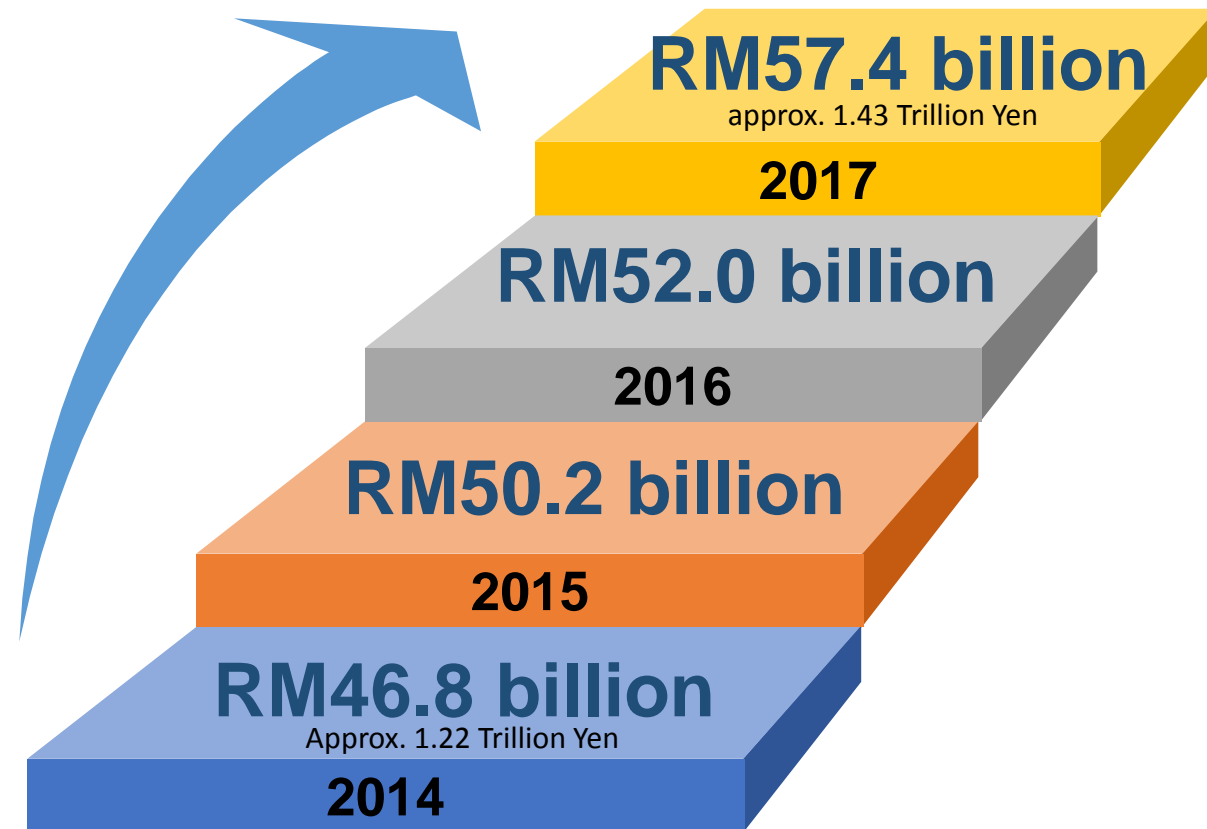 RM57.4 billion
approx. 1.43 Trillion Yen
2017
RM52.0 billion
2016
RM50.2 billion
2015
RM46.8 billion
Approx. 1.22 Trillion Yen
2014